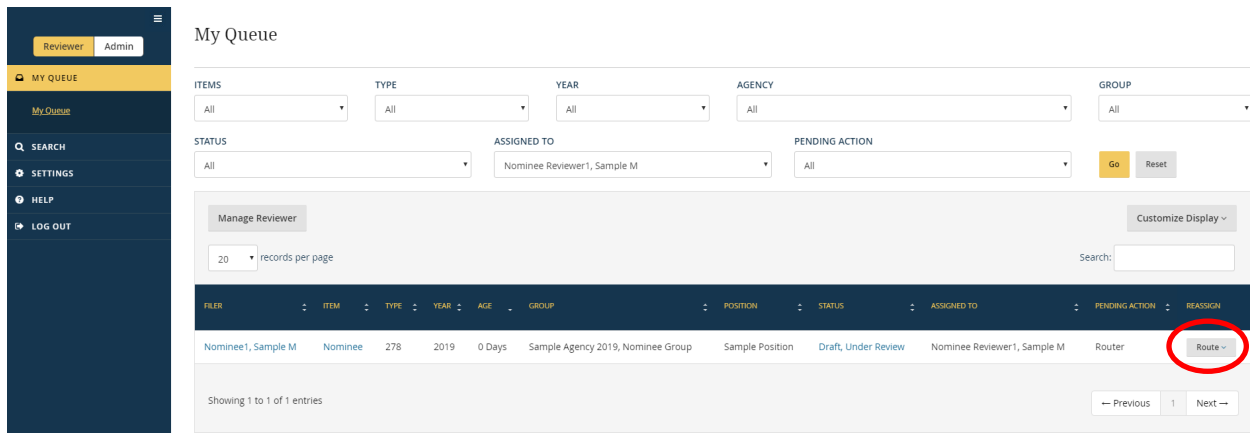 Reviewer Admin
MY QUEUE
My Queue
SEARCH
SETTINGS
HELP
LOG OUT
My Queue
ITEMS TYPE YEAR AGENCY GROUP
All All All All All
STATUS ASSIGNED TO PENDING ACTION
All Nominee Reviewer1, Sample M All Go Reset
Manage Reviewer Customize Display
20 records per page Search:
FILER ITEM TYPE YEAR AGE GROUP POSITION STATUS ASSIGNED TO PENDING ACTION REASSIGN
Nominee1, Sample M Nominee 278 2019 0 Days Sample Agency 2019, Nominee Group Sample Position Draft, Under Review Nominee Reviewer1, Sample M Router Route
Showing 1 to 1 of 1 entries
← Previous 1 Next →